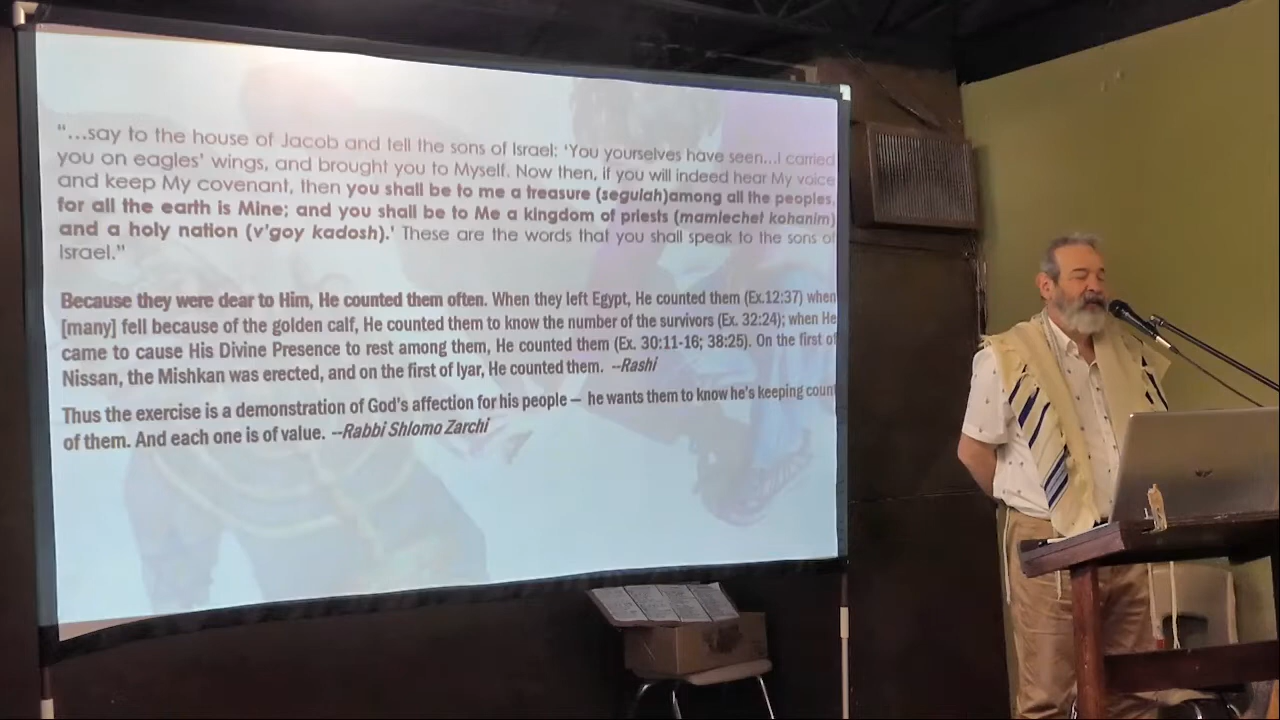 “...say to the house of Jacob and tell the sons of Israel: ‘You yourselves have seen...I carried
you on eagles’ wings, and brought you to Myself. Now then, if you will indeed hear My voice
and keep My covenant, then you shall be to me a treasure (segulah)among all the peoples,
for all the earth is Mine; and you shall be to Me a kingdom of priests (mamlechet kohanim)
and a holy nation (v’goy kadosh).’ These are the words that you shall speak to the sons of
Israel.”
Because they were dear to Him, He counted them often. When they left Egypt, He counted them (Ex.12:37) when
[many] fell because of the golden calf, He counted them to know the number of the survivors (Ex. 32:24); when He
came to cause His Divine Presence to rest among them, He counted them (Ex. 30:11-16; 38:25). On the first of
Nissan, the Mishkan was erected, and on the first of Iyar, He counted them. --Rashi
Thus the exercise is a demonstration of God’s affection for his people – he wants them to know he’s keeping count
of them. And each one is of value. --Rabbi Shlomo Zarchi